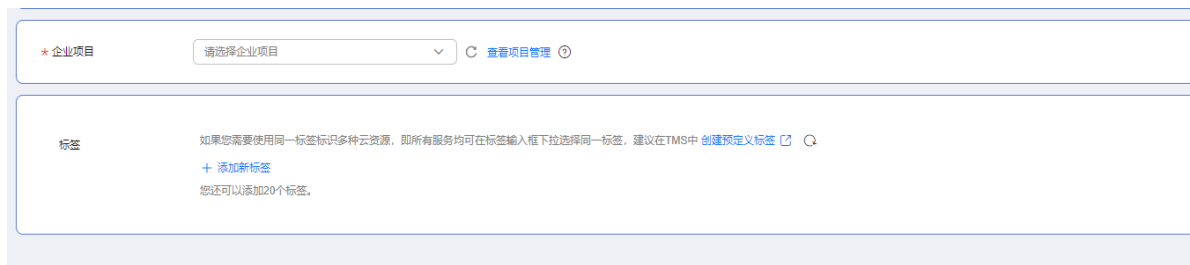 * 企业项目 请选择企业项目 查看项目管理
标签 如果您需要使用同一标签标识多种云资源，即所有服务均可在标签输入框下拉选择同一标签，建议在TMS中 创建预定义标签
+ 添加新标签
您还可以添加20个标签。